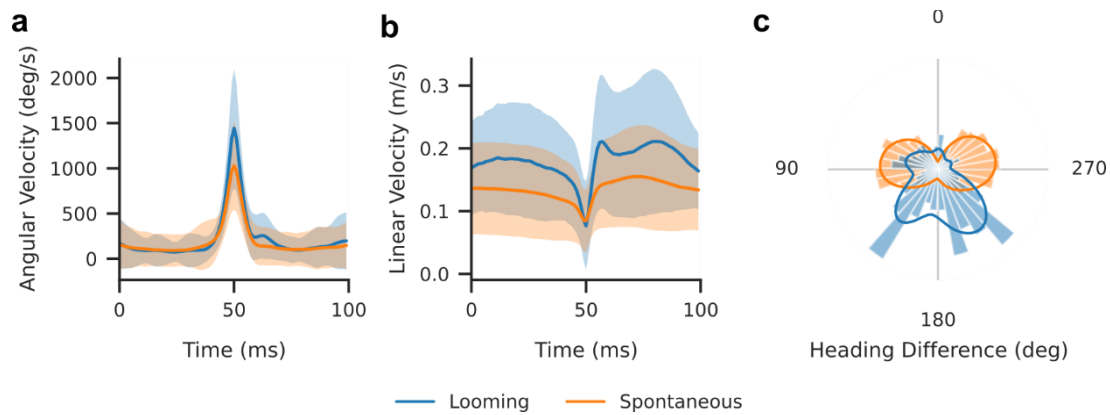 a
Angular Velocity (deg/s)
2000
1500
1000
500
0
0 50 100
Time (ms)
b
Linear Velocity (m/s)
0.3
0.2
0.1
0.0
0 50 100
Time (ms)
c
0
90 270
180
Heading Difference (deg)
Looming Spontaneous